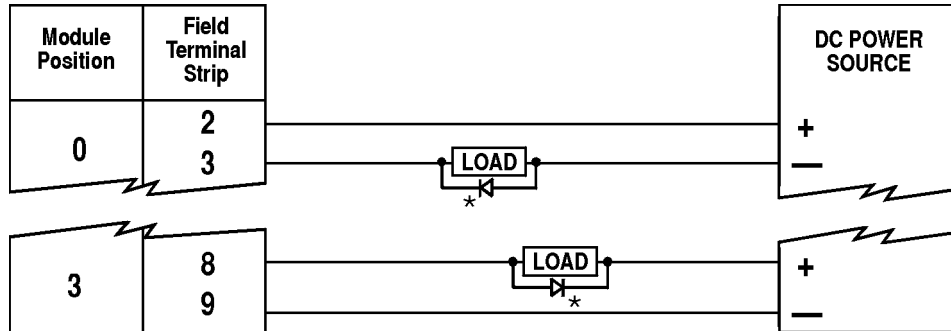 Module
Position
Field
Terminal
Strip
DC POWER
SOURCE
0
2
+
3
LOAD
—
*
8
LOAD
+
3
*
9
—